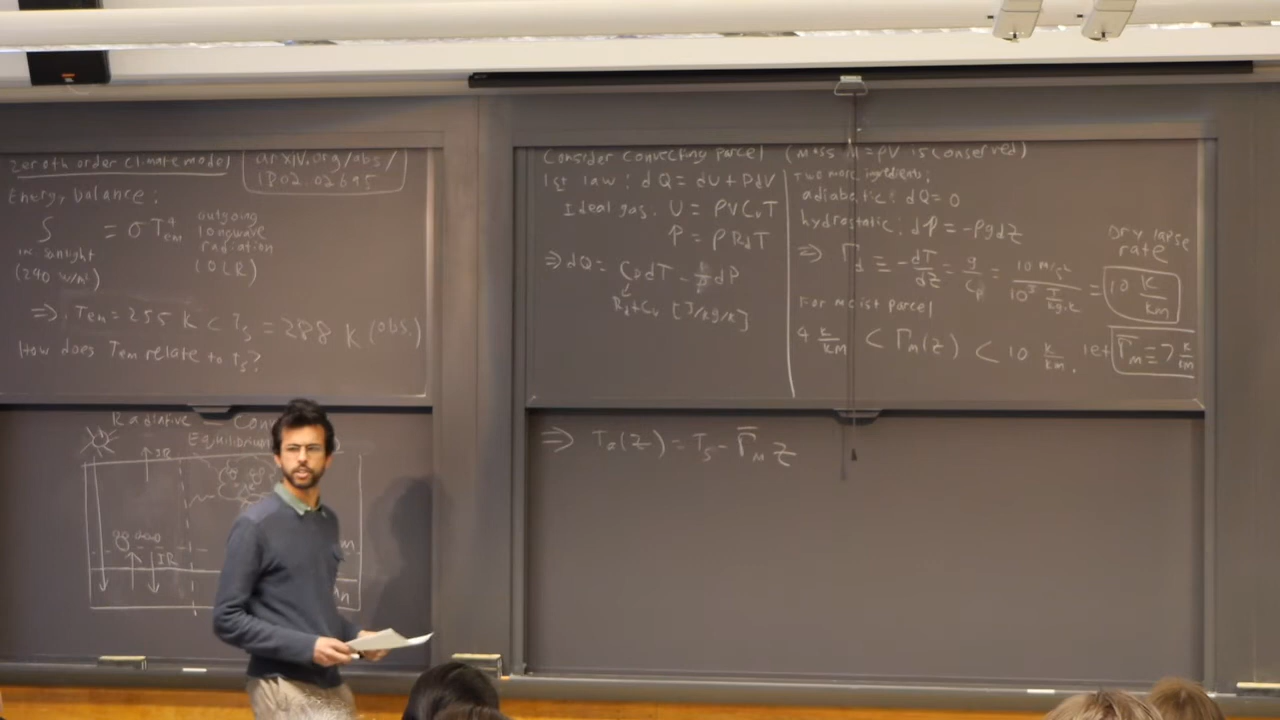 Zeroth order climate model
arXiv.org/abs/
1802.02695
Energy balance:
S = σT⁴em
in. sunlight
(240 W/m²)
outgoing
longwave
radiation
(OLR)
⇒ Tem = 255 K < Ts = 288 K (obs.)
How does Tem relate to Ts?
Radiative -
Equilibrium
IR
IR
Consider convecting parcel (mass M = ρV is conserved)
1st law: dQ = dU + PdV
Ideal gas: U = ρVCvT
P = ρRdT
⇒ dQ = CpdT - 1/ρ dP
Rd+Cv [J/kg/K]
Two more ingredients:
adiabatic: dQ = 0
hydrostatic: dP = -ρgdz
Dry lapse
rate
⇒ Γd ≡ -dT/dz = g/Cp = 10 m/s² / 10³ J/kg·K = 10 K/km
For moist parcel
4 K/km < Γm(z) < 10 K/km. let Γ̅m ≡ 7 K/km
⇒ Ta(z) = Ts - Γ̅m z